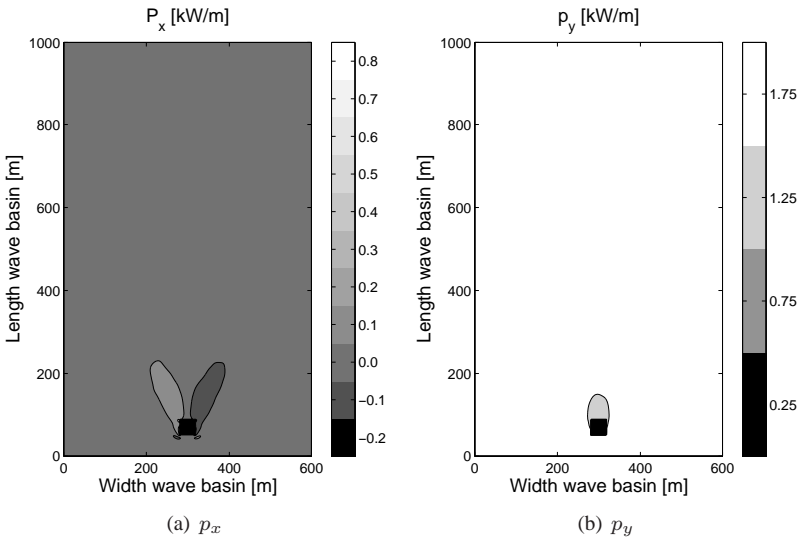 P_x [kW/m]
1000
800
600
400
200
0
0 200 400 600
Length wave basin [m]
Width wave basin [m]
0.8
0.7
0.6
0.5
0.4
0.3
0.2
0.1
0.0
−0.1
−0.2
(a) p_x
p_y [kW/m]
1000
800
600
400
200
0
0 200 400 600
Length wave basin [m]
Width wave basin [m]
1.75
1.25
0.75
0.25
(b) p_y